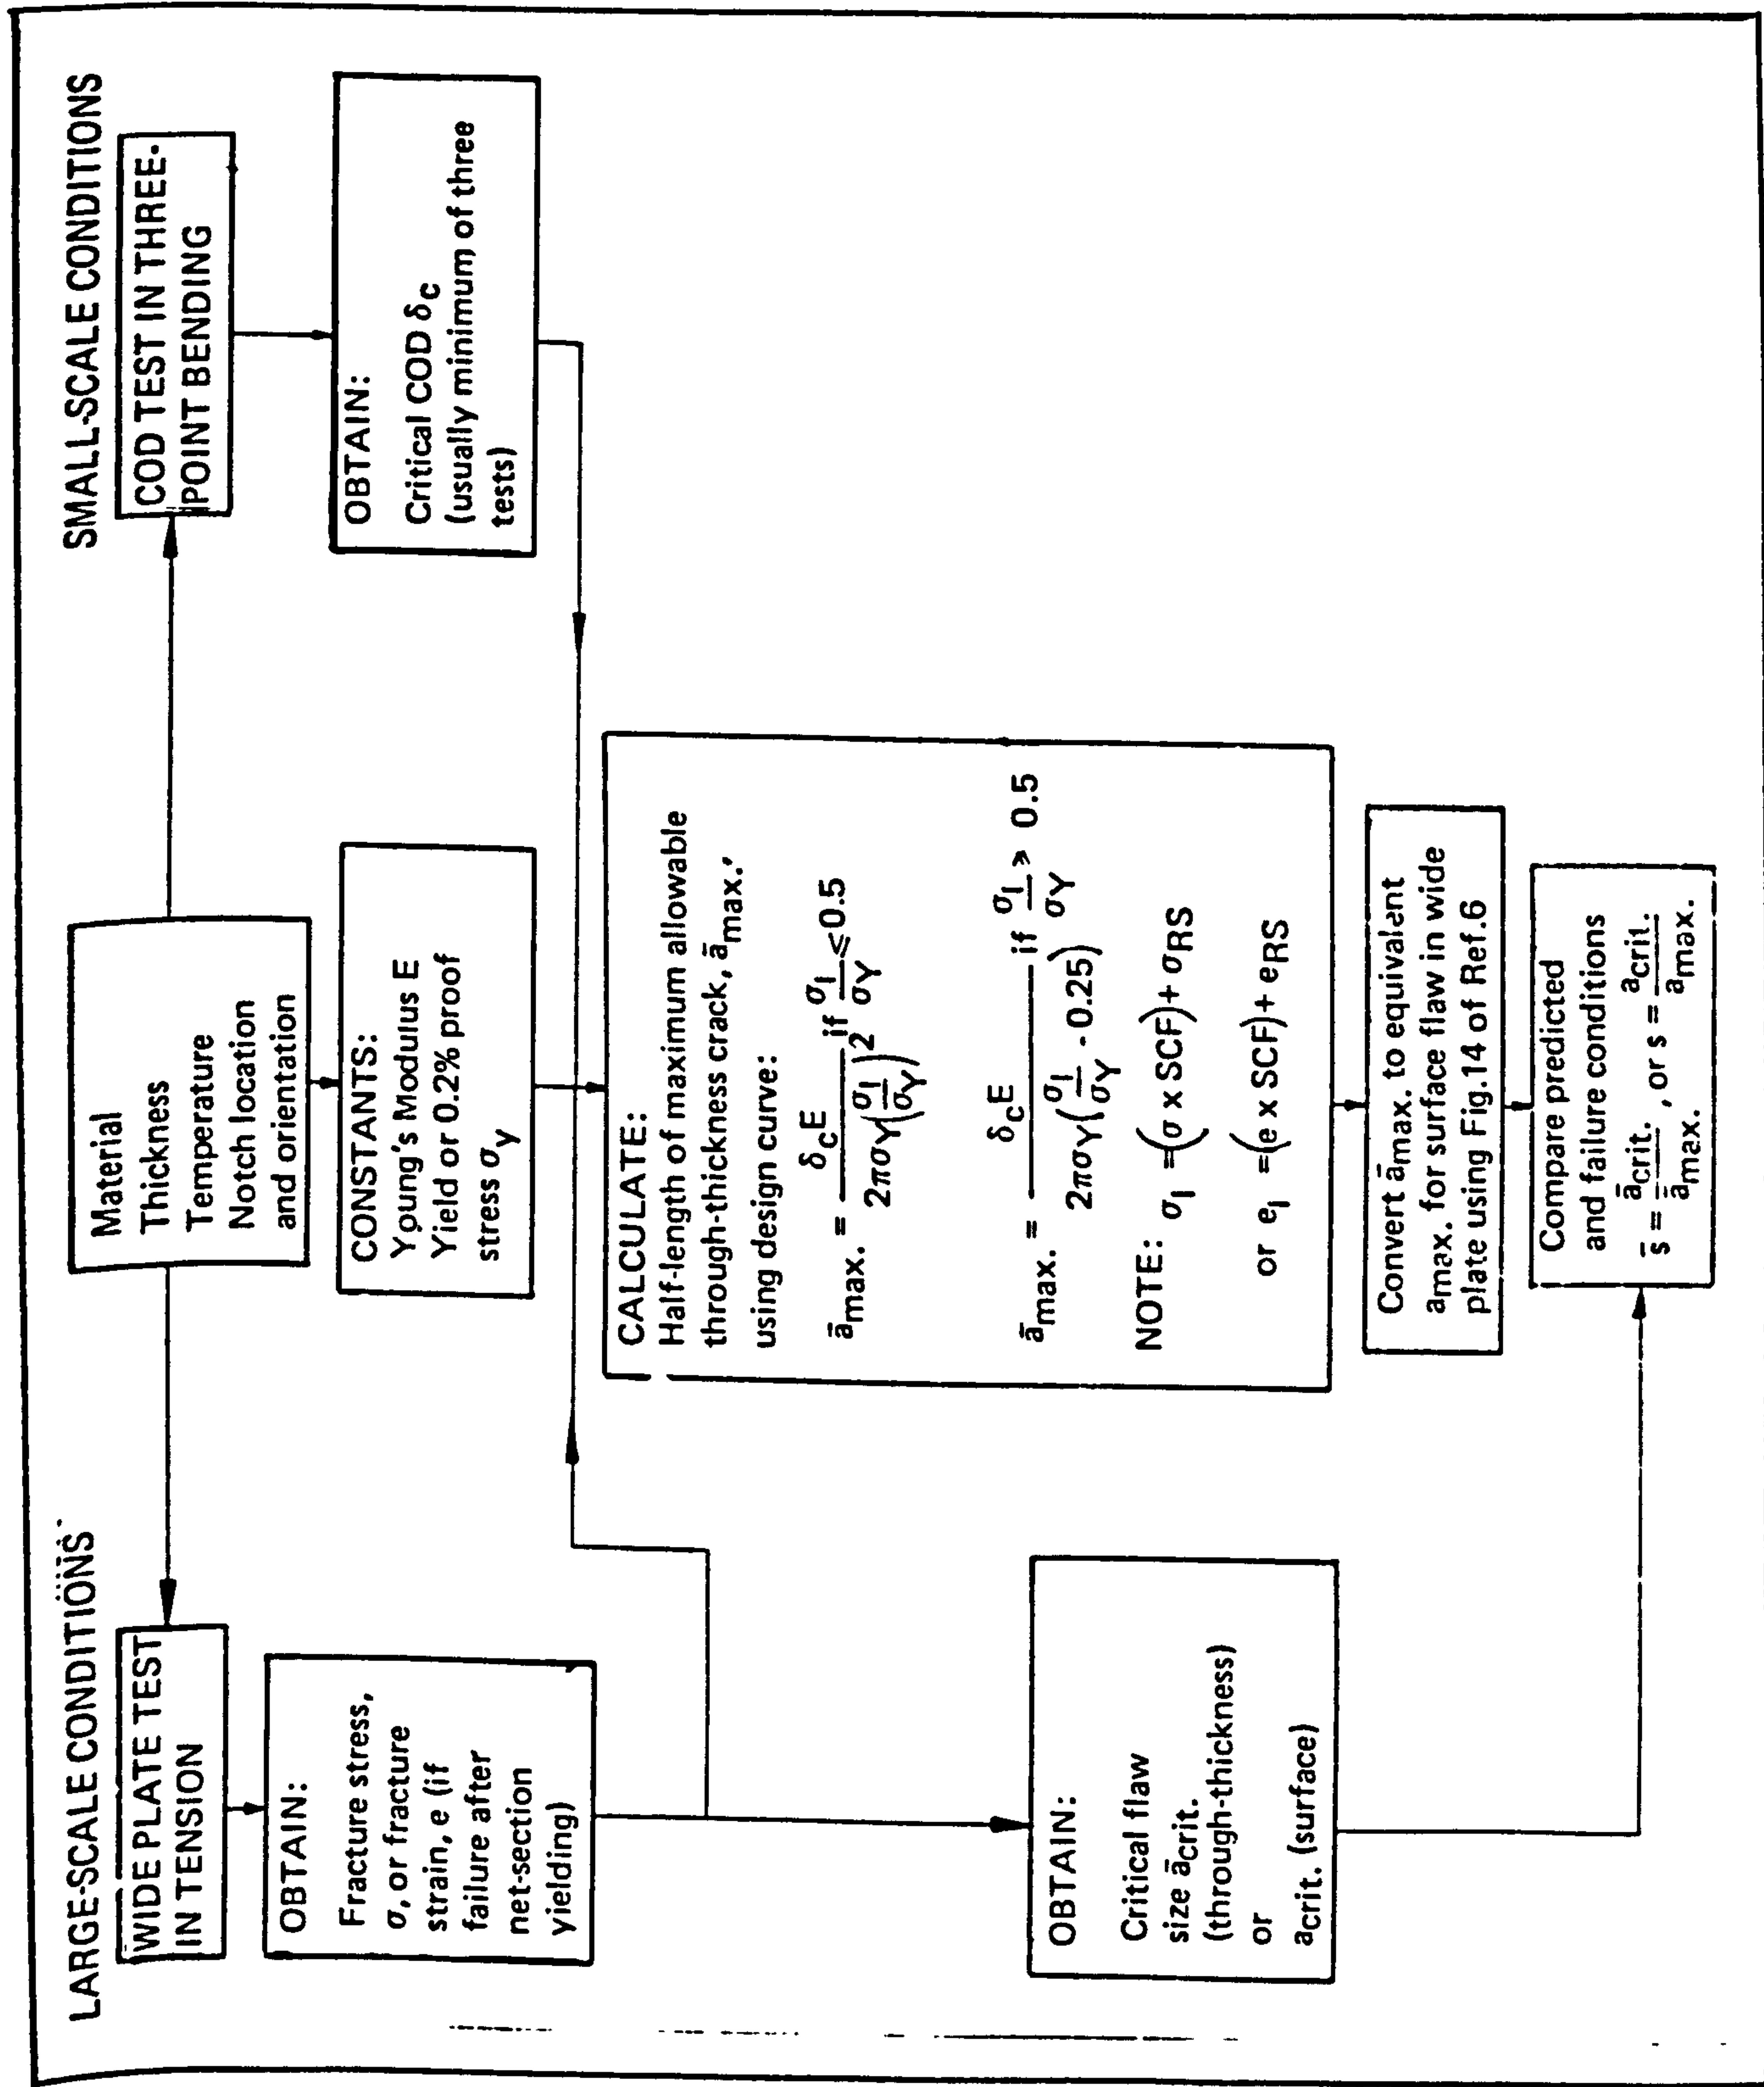 LARGE-SCALE CONDITIONS
WIDE PLATE TEST
IN TENSION
OBTAIN:
Fracture stress,
σ, or fracture
strain, e (if
failure after
net-section
yielding)
OBTAIN:
Critical flaw
size ācrit.
(through-thickness)
or
acrit. (surface)
Material
Thickness
Temperature
Notch location
and orientation
CONSTANTS:
Young's Modulus E
Yield or 0.2% proof
stress σy
SMALL-SCALE CONDITIONS
COD TEST IN THREE-
POINT BENDING
OBTAIN:
Critical COD δc
(usually minimum of three
tests)
CALCULATE:
Half-length of maximum allowable
through-thickness crack, āmax.,
using design curve:
āmax. = δcE / 2πσY(σ1/σY)² if σ1/σY ≤ 0.5
āmax. = δcE / 2πσY(σ1/σY - 0.25) if σ1/σY ⩾ 0.5
NOTE: σ1 = (σ x SCF) + σRS
or e1 = (e x SCF) + eRS
Convert āmax. to equivalent
amax. for surface flaw in wide
plate using Fig.14 of Ref.6
Compare predicted
and failure conditions
s̄ = ācrit. / āmax. , or s = acrit. / amax.